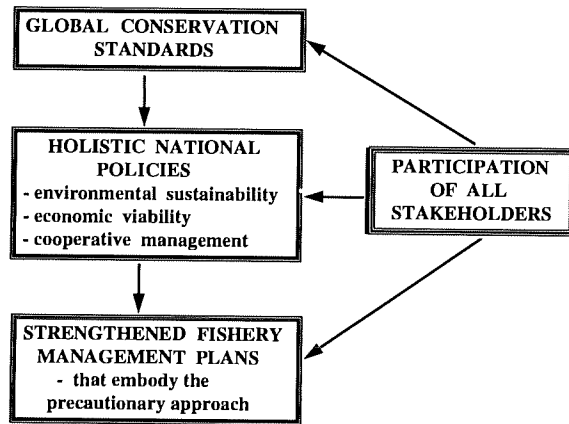 GLOBAL CONSERVATION
STANDARDS
HOLISTIC NATIONAL
POLICIES
- environmental sustainability
- economic viability
- cooperative management
PARTICIPATION
OF ALL
STAKEHOLDERS
STRENGTHENED FISHERY
MANAGEMENT PLANS
- that embody the
precautionary approach